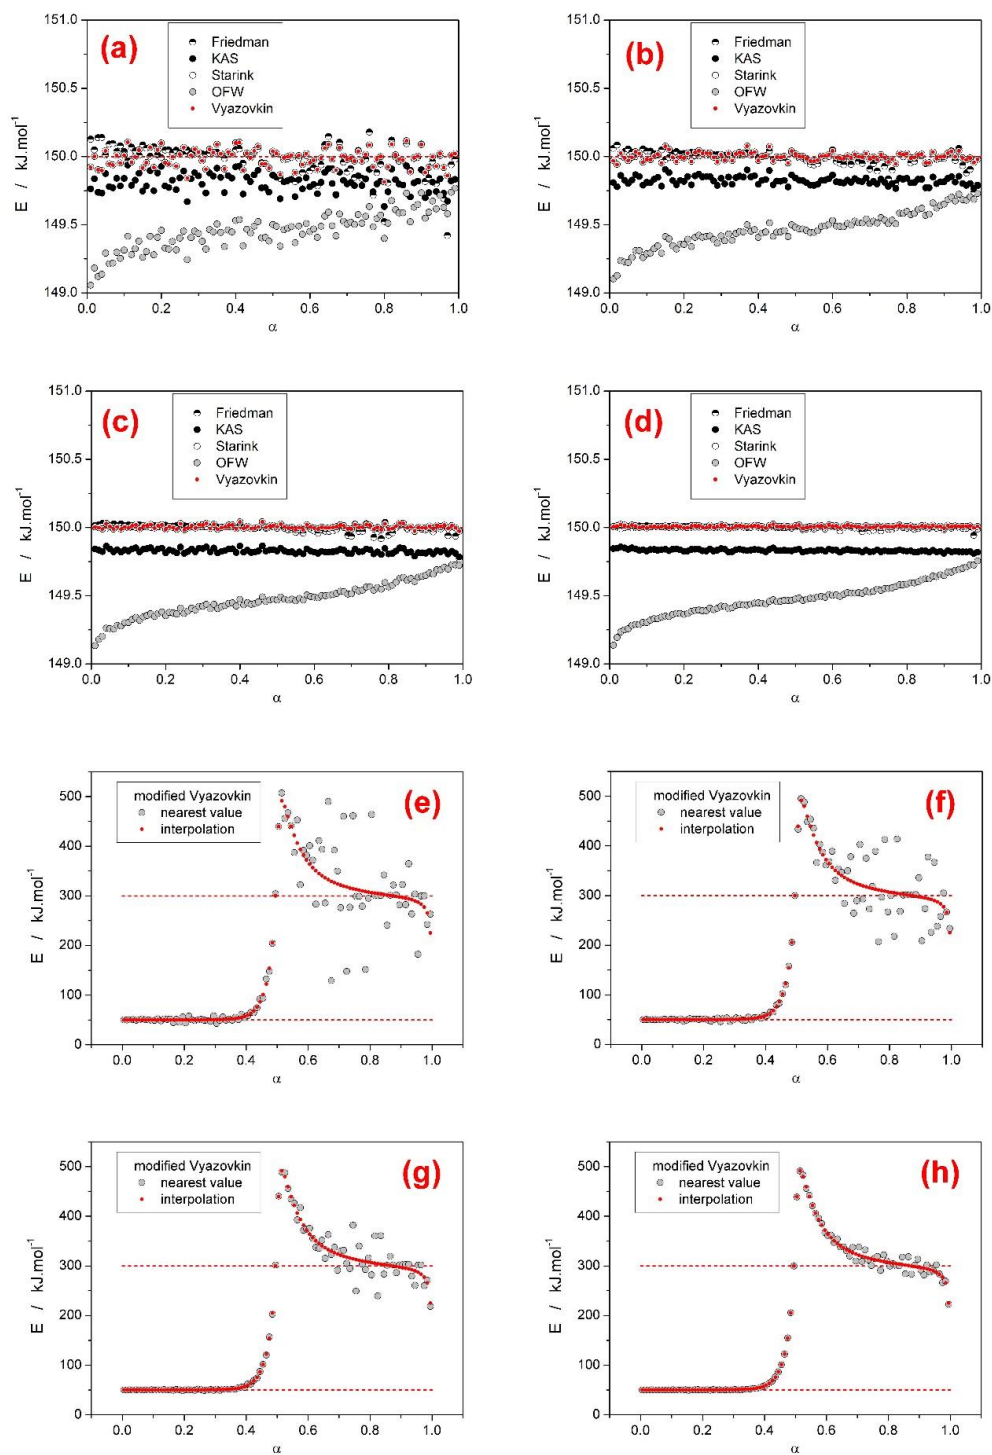 (a)
Friedman
KAS
Starink
OFW
Vyazovkin
E / kJ.mol⁻¹
151.0
150.5
150.0
149.5
149.0
0.0 0.2 0.4 0.6 0.8 1.0
α
(b)
Friedman
KAS
Starink
OFW
Vyazovkin
E / kJ.mol⁻¹
151.0
150.5
150.0
149.5
149.0
0.0 0.2 0.4 0.6 0.8 1.0
α
(c)
Friedman
KAS
Starink
OFW
Vyazovkin
E / kJ.mol⁻¹
151.0
150.5
150.0
149.5
149.0
0.0 0.2 0.4 0.6 0.8 1.0
α
(d)
Friedman
KAS
Starink
OFW
Vyazovkin
E / kJ.mol⁻¹
151.0
150.5
150.0
149.5
149.0
0.0 0.2 0.4 0.6 0.8 1.0
α
modified Vyazovkin
nearest value
interpolation
(e)
E / kJ.mol⁻¹
500
400
300
200
100
0
0.0 0.2 0.4 0.6 0.8 1.0
α
modified Vyazovkin
nearest value
interpolation
(f)
E / kJ.mol⁻¹
500
400
300
200
100
0
0.0 0.2 0.4 0.6 0.8 1.0
α
modified Vyazovkin
nearest value
interpolation
(g)
E / kJ.mol⁻¹
500
400
300
200
100
0
0.0 0.2 0.4 0.6 0.8 1.0
α
modified Vyazovkin
nearest value
interpolation
(h)
E / kJ.mol⁻¹
500
400
300
200
100
0
0.0 0.2 0.4 0.6 0.8 1.0
α